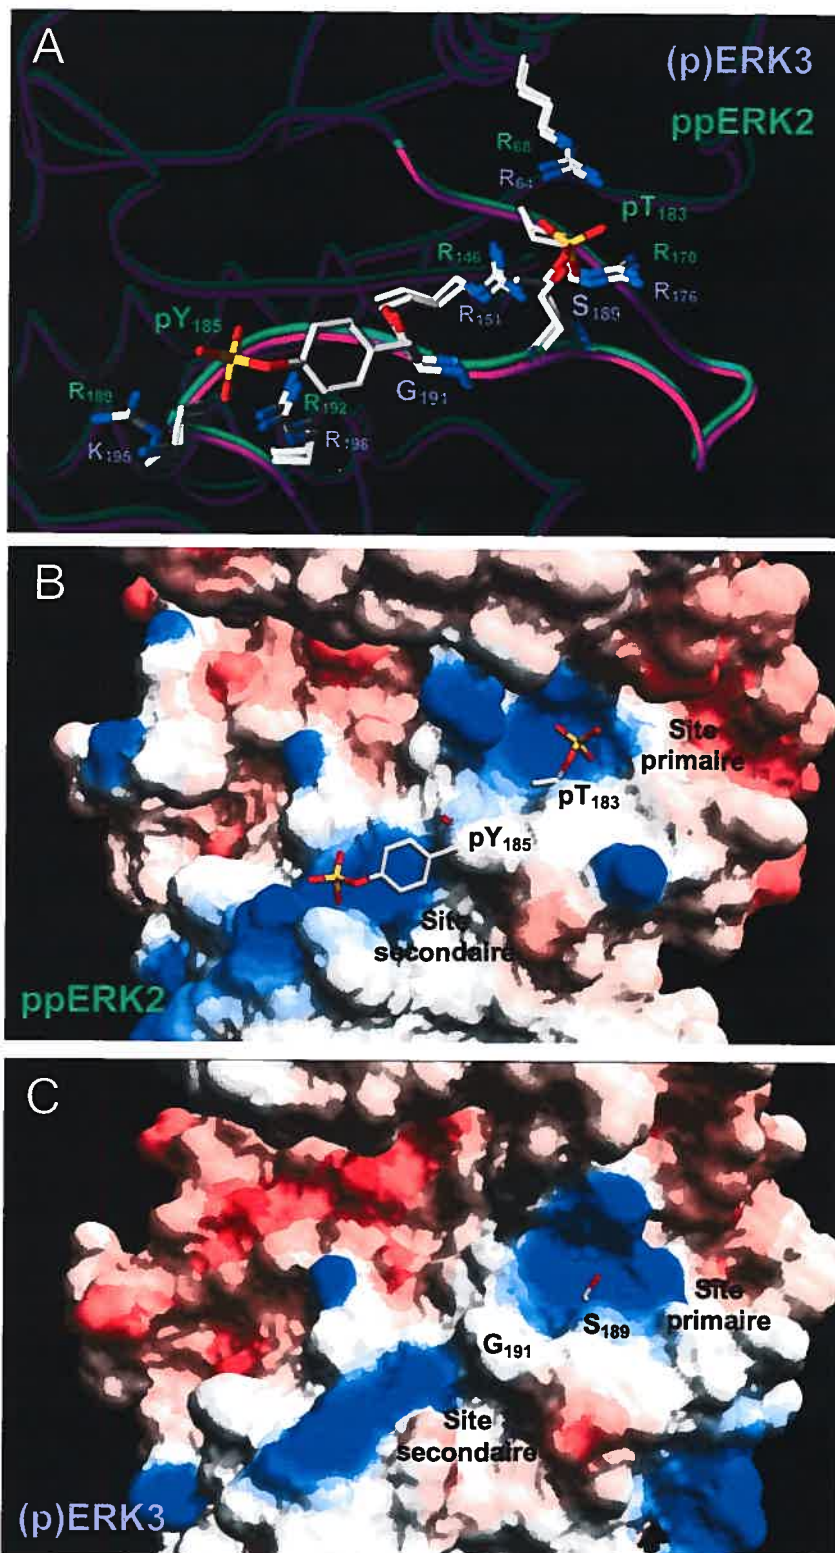 A
(p)ERK3
ppERK2
R68
R64
pT183
R146
R170
R151
S189
R176
pY185
R189
R192
G191
K195
R196
B
Site
primaire
pT183
pY185
Site
secondaire
ppERK2
C
Site
primaire
S189
G191
Site
secondaire
(p)ERK3